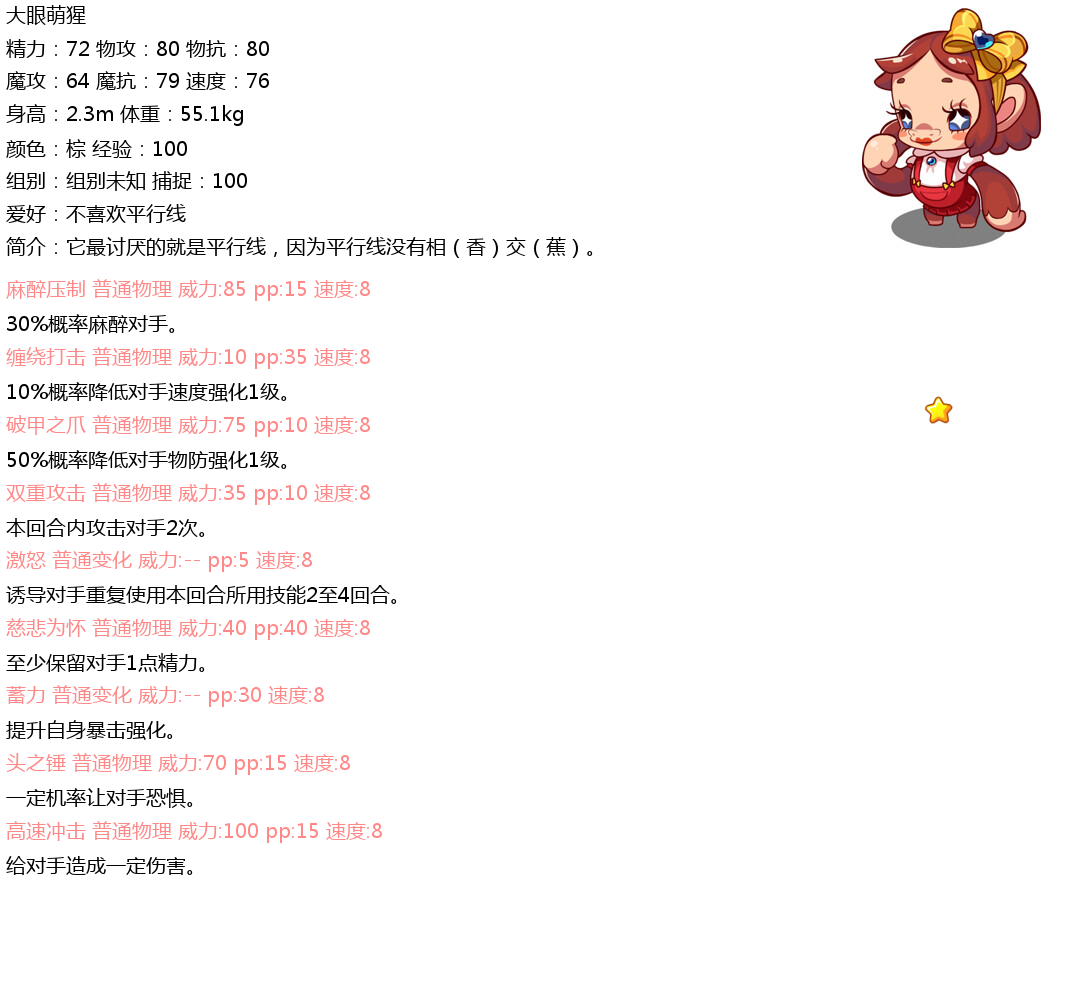 大眼萌猩
精力：72 物攻：80 物抗：80
魔攻：64 魔抗：79 速度：76
身高：2.3m 体重：55.1kg
颜色：棕 经验：100
组别：组别未知 捕捉：100
爱好：不喜欢平行线
简介：它最讨厌的就是平行线，因为平行线没有相（香）交（蕉）。
麻醉压制 普通物理 威力:85 pp:15 速度:8
30%概率麻醉对手。
缠绕打击 普通物理 威力:10 pp:35 速度:8
10%概率降低对手速度强化1级。
破甲之爪 普通物理 威力:75 pp:10 速度:8
50%概率降低对手物防强化1级。
双重攻击 普通物理 威力:35 pp:10 速度:8
本回合内攻击对手2次。
激怒 普通变化 威力:-- pp:5 速度:8
诱导对手重复使用本回合所用技能2至4回合。
慈悲为怀 普通物理 威力:40 pp:40 速度:8
至少保留对手1点精力。
蓄力 普通变化 威力:-- pp:30 速度:8
提升自身暴击强化。
头之锤 普通物理 威力:70 pp:15 速度:8
一定机率让对手恐惧。
高速冲击 普通物理 威力:100 pp:15 速度:8
给对手造成一定伤害。